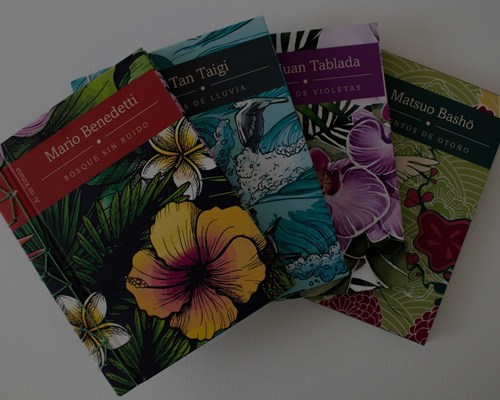 Mario Benedetti
BOSQUE SIN RUIDO
Tan Taigi
DE LLUVIA
Juan Tablada
DE VIOLETAS
Matsuo Bashō
DE OTOÑO